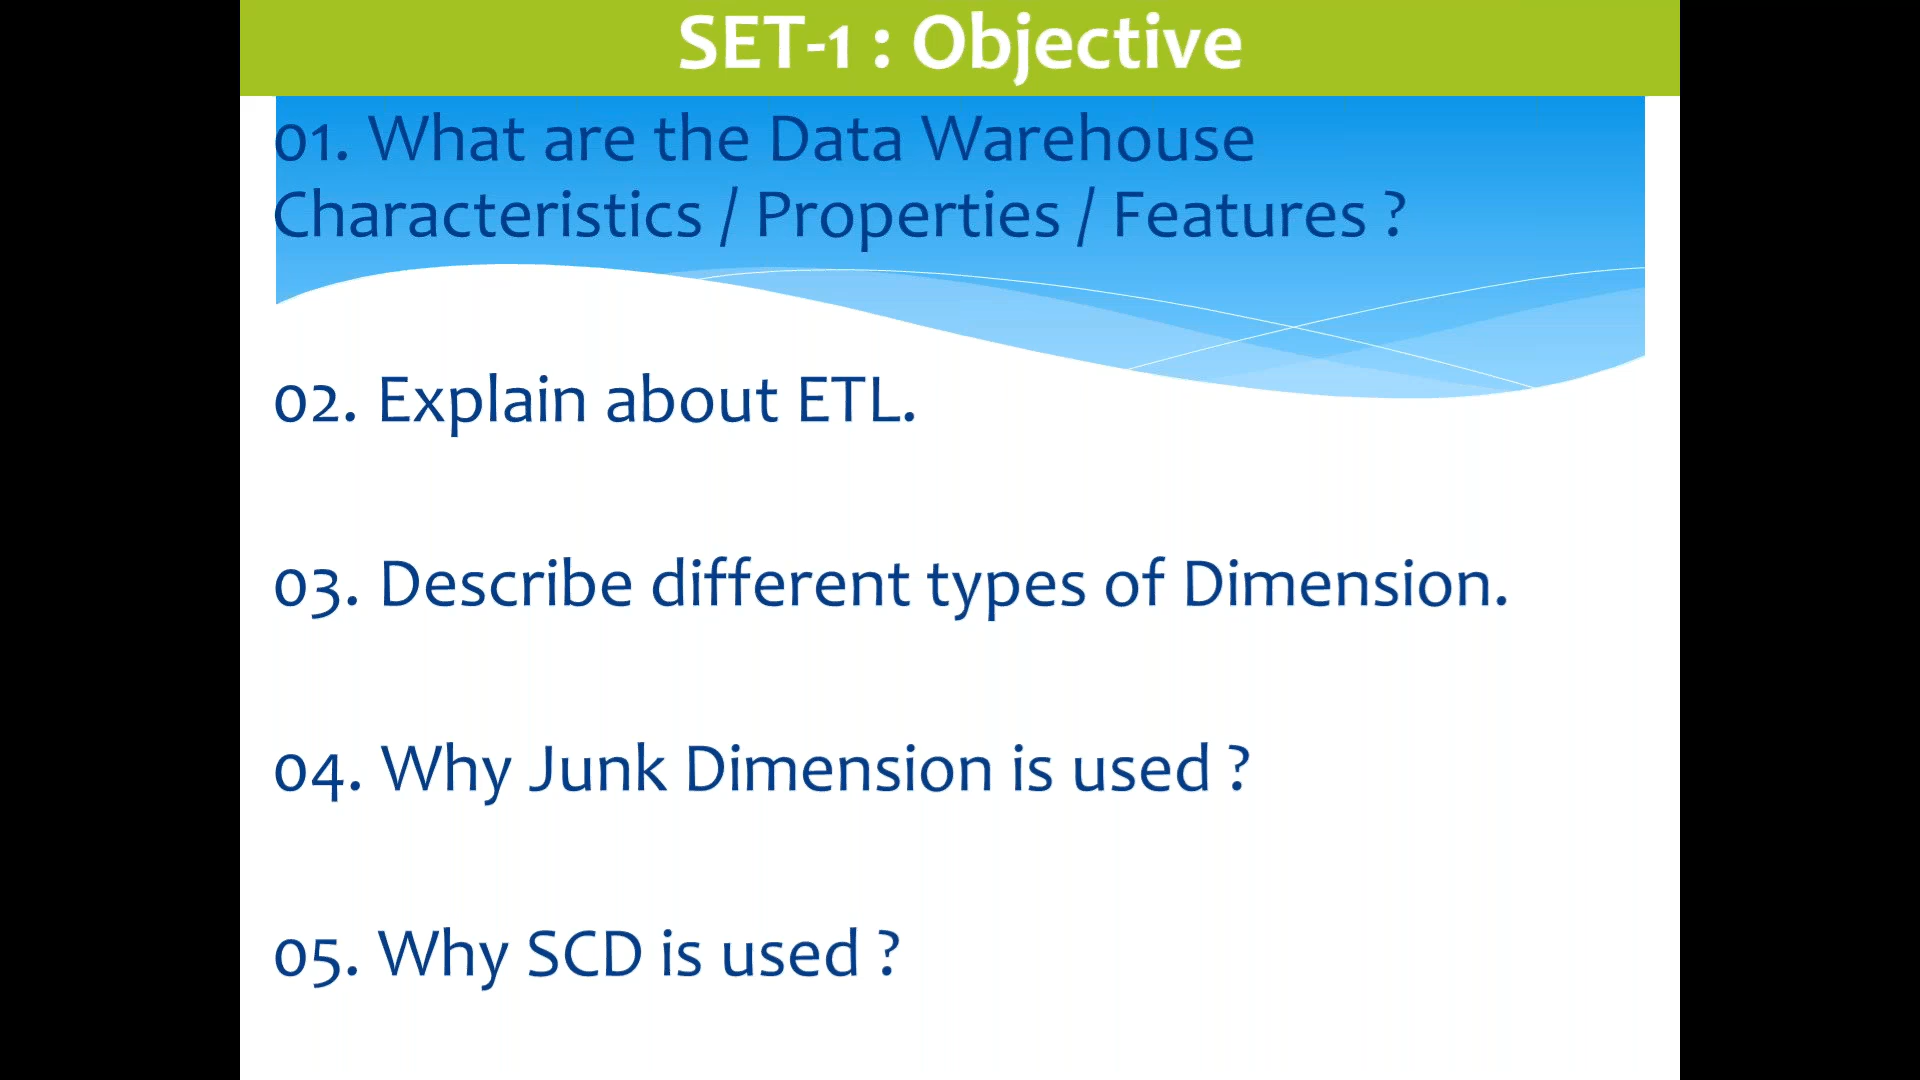 SET-1 : Objective
01. What are the Data Warehouse
Characteristics / Properties / Features ?
02. Explain about ETL.
03. Describe different types of Dimension.
04. Why Junk Dimension is used ?
05. Why SCD is used ?